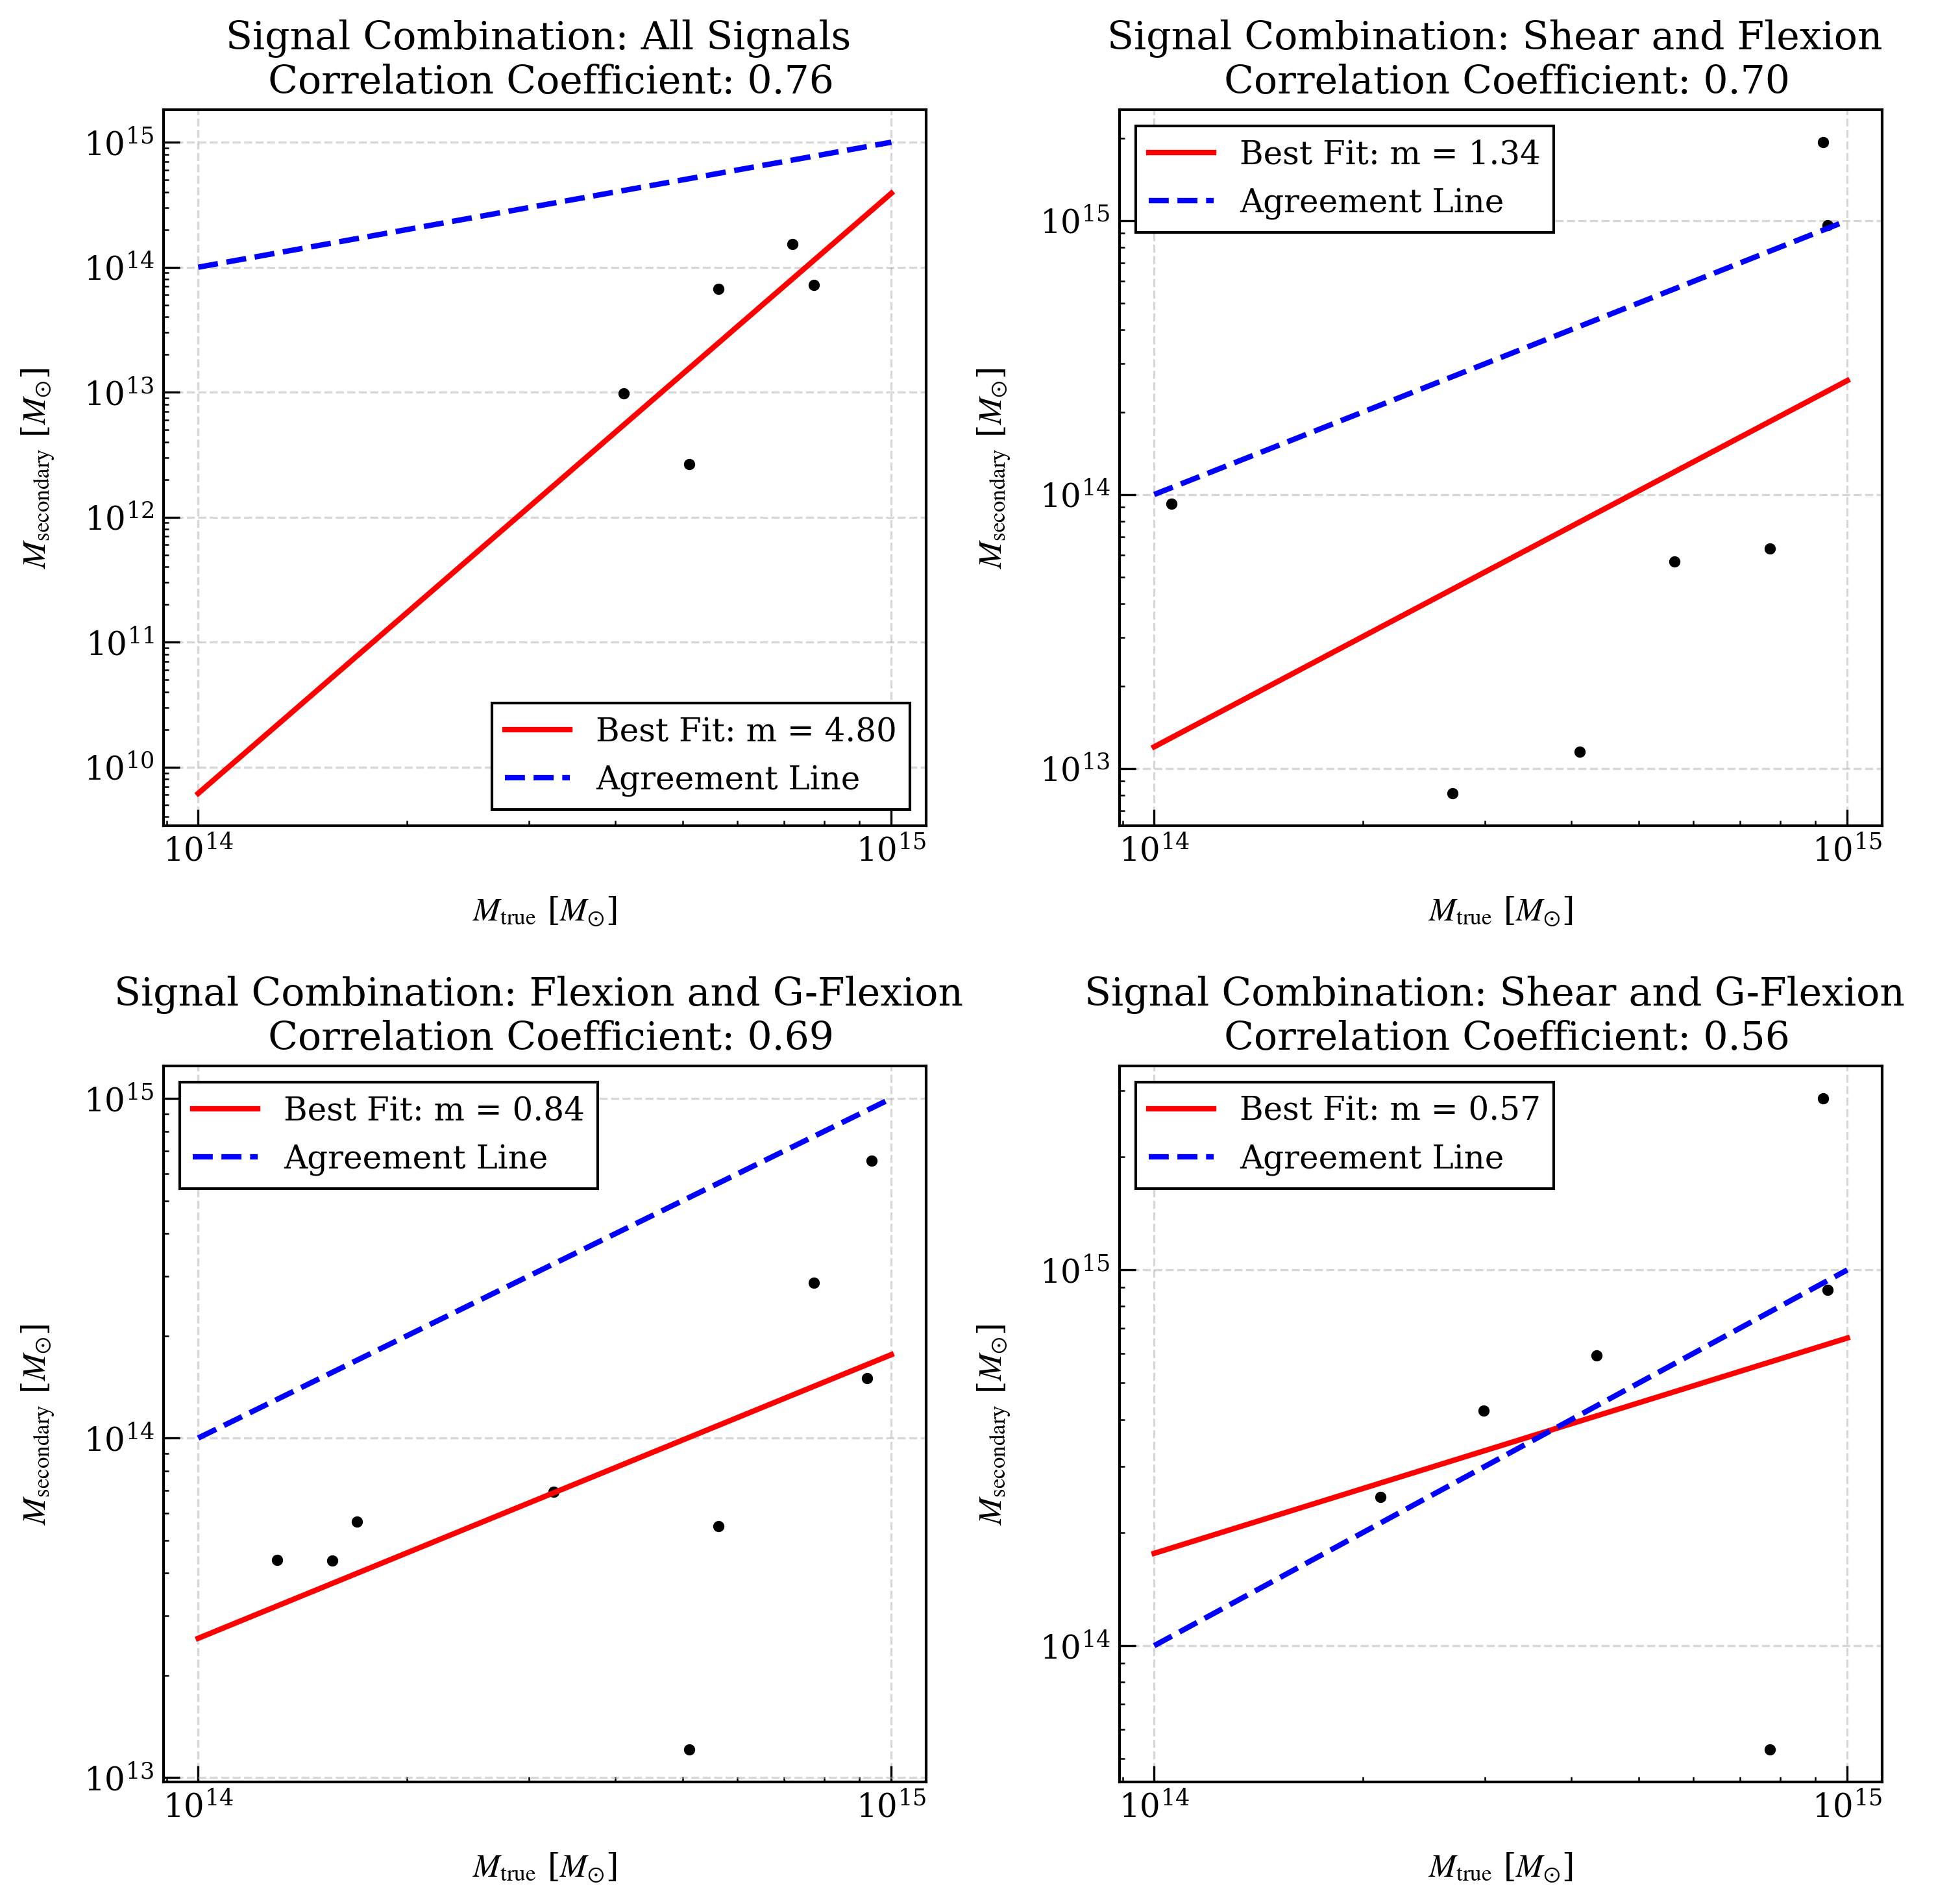 Signal Combination: All Signals
Correlation Coefficient: 0.76
10^15
10^14
10^13
10^12
10^11
10^10
M_secondary [M_⊙]
Best Fit: m = 4.80
Agreement Line
10^14
10^15
M_true [M_⊙]
Signal Combination: Shear and Flexion
Correlation Coefficient: 0.70
Best Fit: m = 1.34
Agreement Line
10^15
10^14
10^13
M_secondary [M_⊙]
10^14
10^15
M_true [M_⊙]
Signal Combination: Flexion and G-Flexion
Correlation Coefficient: 0.69
Best Fit: m = 0.84
Agreement Line
10^15
10^14
10^13
M_secondary [M_⊙]
10^14
10^15
M_true [M_⊙]
Signal Combination: Shear and G-Flexion
Correlation Coefficient: 0.56
Best Fit: m = 0.57
Agreement Line
10^15
10^14
M_secondary [M_⊙]
10^14
10^15
M_true [M_⊙]